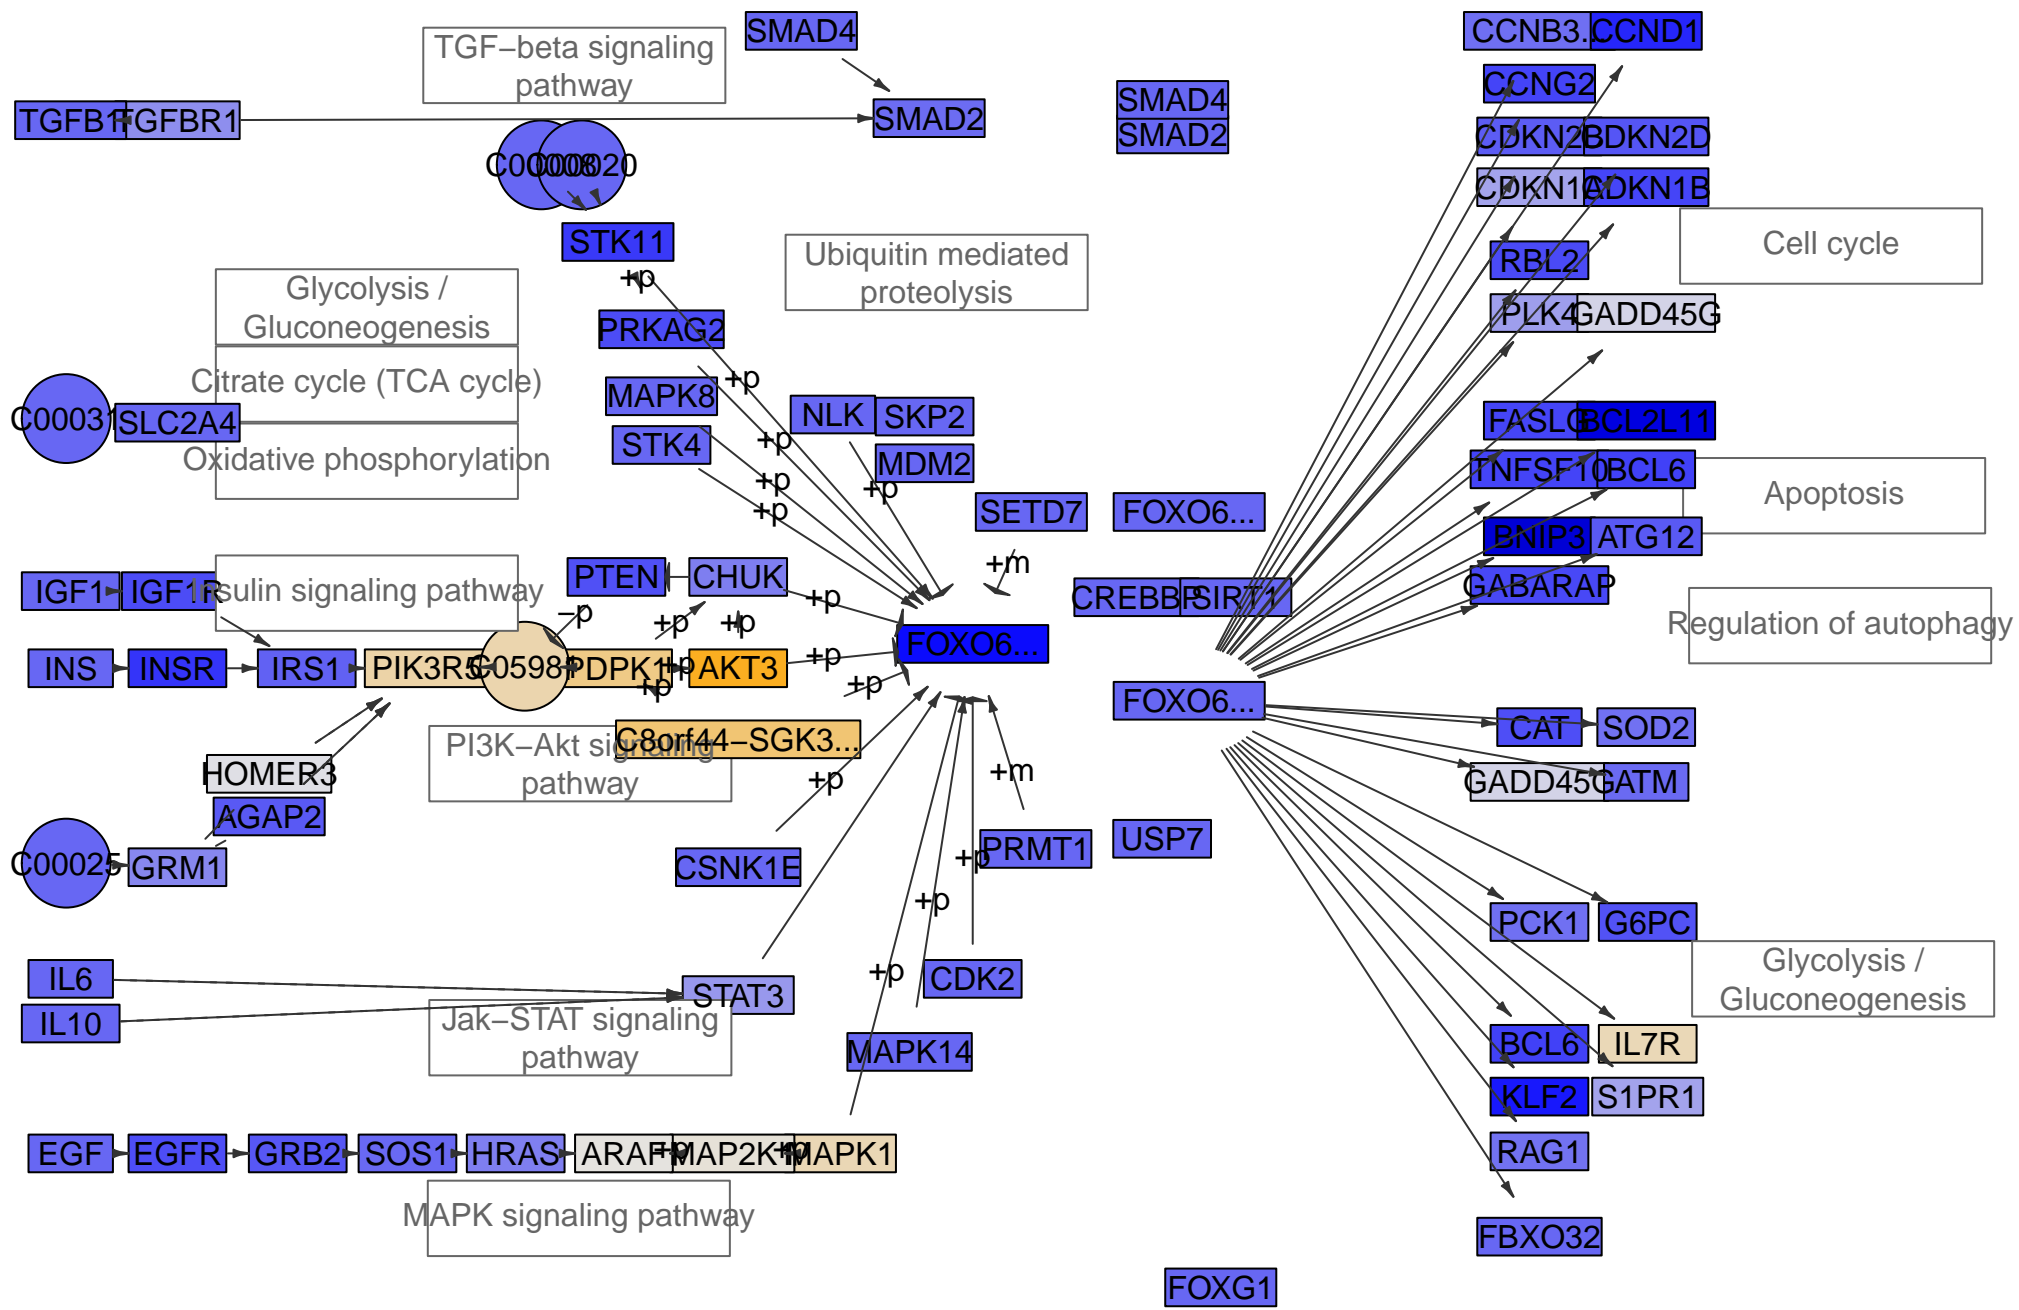 SMAD4
CCNB3...
CCND1
TGF−beta signaling
pathway
CCNG2
SMAD4
TGFB1
TGFBR1
SMAD2
SMAD2
CDKN2B
CDKN2D
C00020
CDKN1A
CDKN1B
STK11
Ubiquitin mediated
proteolysis
Cell cycle
RBL2
+p
Glycolysis /
Gluconeogenesis
PRKAG2
PLK4
GADD45G
Citrate cycle (TCA cycle)
+p
MAPK8
NLK
SKP2
C00031
SLC2A4
FASLG
BCL2L11
STK4
+p
Oxidative phosphorylation
MDM2
TNFSF10
BCL6
+p
+p
Apoptosis
+p
SETD7
FOXO6...
BNIP3
ATG12
+m
IGF1
IGF1R
Insulin signaling pathway
PTEN
CHUK
GABARAP
CREBBP
SIRT1
+p
−p
+p
+p
Regulation of autophagy
FOXO6...
INS
INSR
IRS1
PIK3R5
C05981
PDPK1
+p
AKT3
+p
+p
+p
FOXO6...
CAT
SOD2
PI3K−Akt signaling
pathway
C8orf44−SGK3...
HOMER3
+p
+m
GADD45G
ATM
AGAP2
USP7
PRMT1
C00025
GRM1
CSNK1E
+p
+p
PCK1
G6PC
IL6
+p
CDK2
Glycolysis /
Gluconeogenesis
STAT3
IL10
Jak−STAT signaling
pathway
MAPK14
BCL6
IL7R
KLF2
S1PR1
EGF
EGFR
GRB2
SOS1
HRAS
ARAF
+p
MAP2K1
+p
MAPK1
RAG1
MAPK signaling pathway
FBXO32
FOXG1